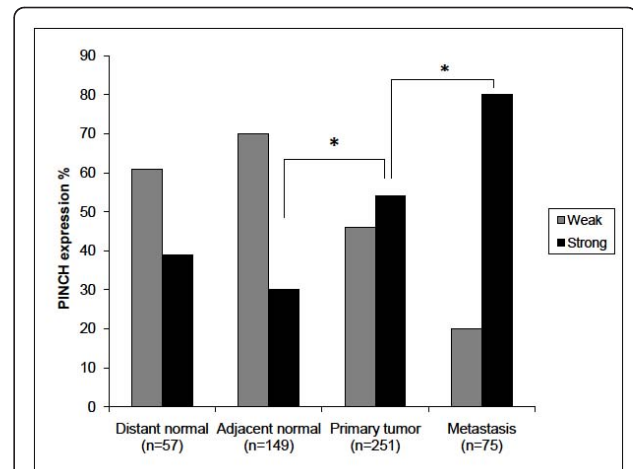 90
80
70
60
50
40
30
20
10
0
PINCH expression %
*
*
Weak
Strong
Distant normal Adjacent normal Primary tumor Metastasis
(n=57) (n=149) (n=251) (n=75)